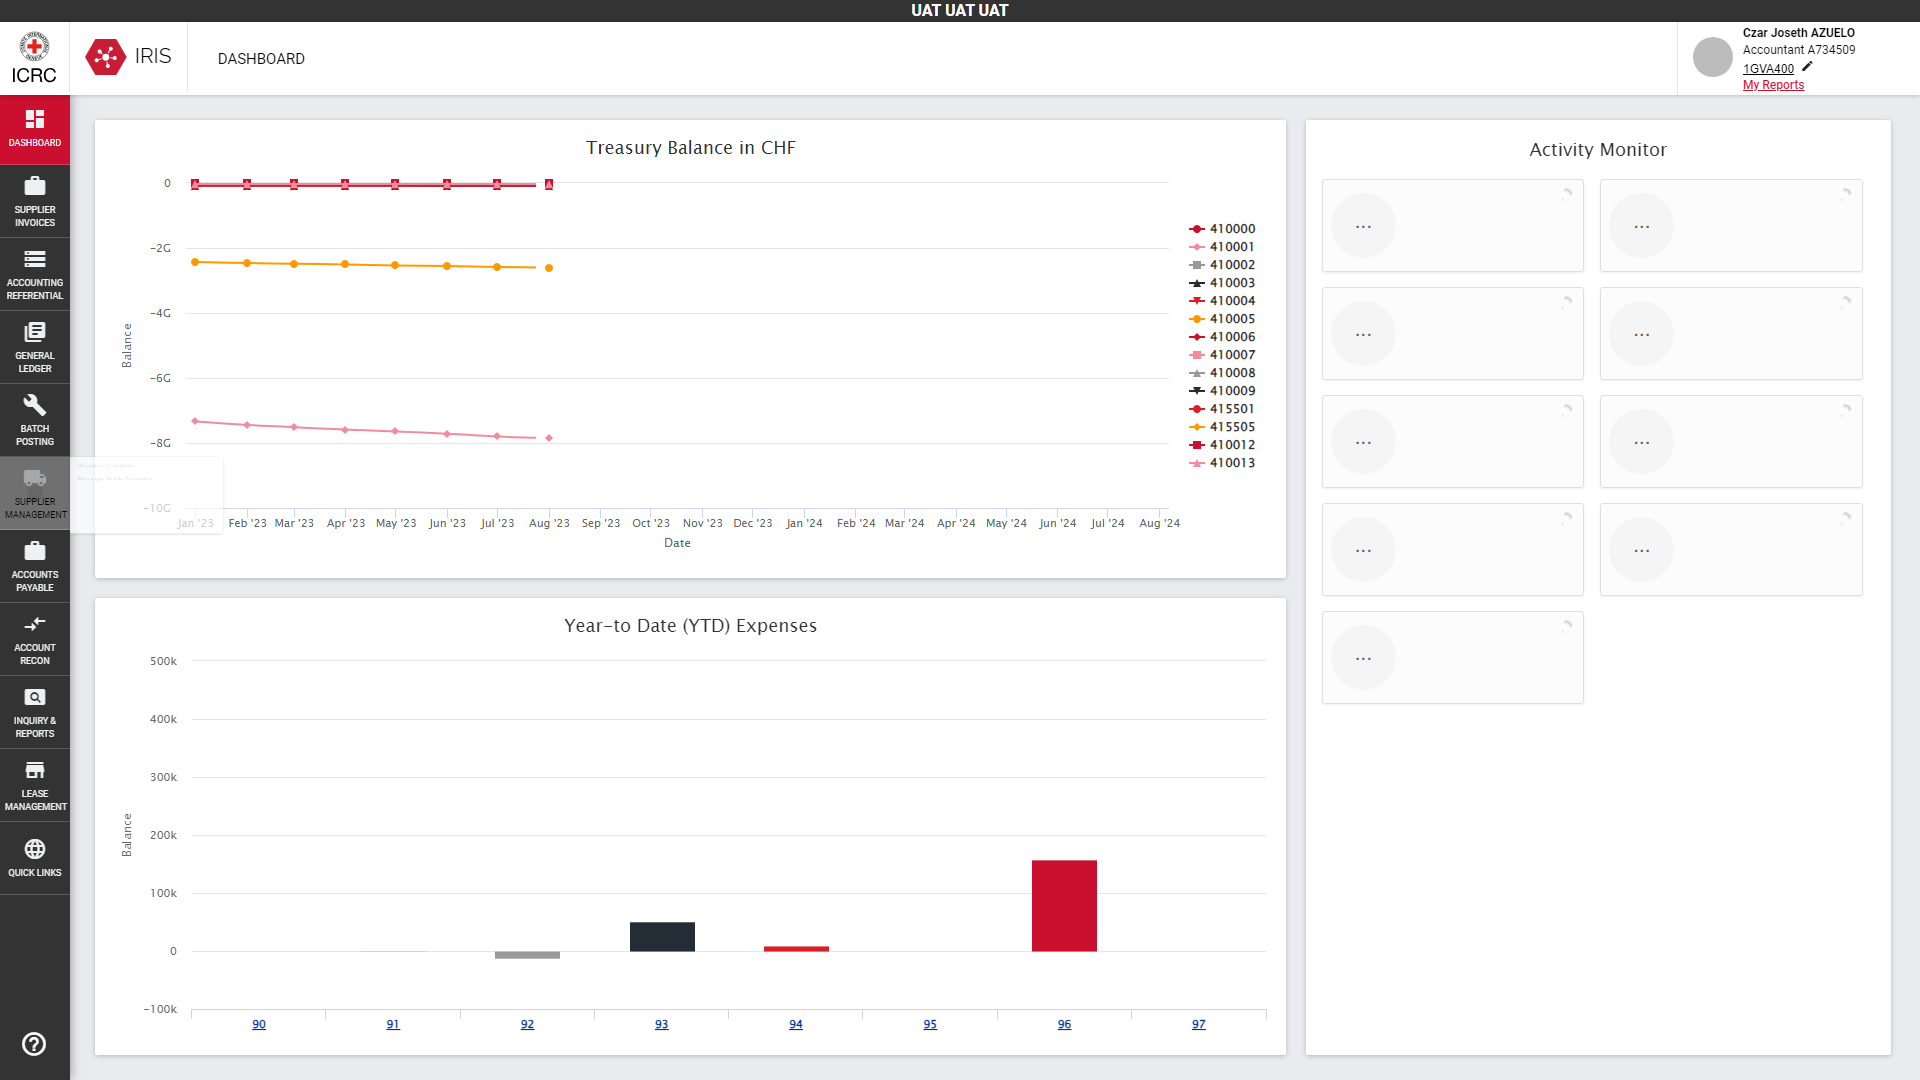 UAT UAT UAT
ICRC
IRIS
DASHBOARD
Czar Joseth AZUELO
Accountant A734509
1GVA400
My Reports
DASHBOARD
SUPPLIER
INVOICES
ACCOUNTING
REFERENTIAL
GENERAL
LEDGER
BATCH
POSTING
SUPPLIER
MANAGEMENT
ACCOUNTS
PAYABLE
ACCOUNT
RECON
INQUIRY &
REPORTS
LEASE
MANAGEMENT
QUICK LINKS
Treasury Balance in CHF
Balance
0
-2G
-4G
-6G
-8G
-10G
Jan '23 Feb '23 Mar '23 Apr '23 May '23 Jun '23 Jul '23 Aug '23 Sep '23 Oct '23 Nov '23 Dec '23 Jan '24 Feb '24 Mar '24 Apr '24 May '24 Jun '24 Jul '24 Aug '24
Date
410000
410001
410002
410003
410004
410005
410006
410007
410008
410009
415501
415505
410012
410013
Year-to Date (YTD) Expenses
Balance
500k
400k
300k
200k
100k
0
-100k
90 91 92 93 94 95 96 97
Activity Monitor
... ...
... ...
... ...
... ...
...